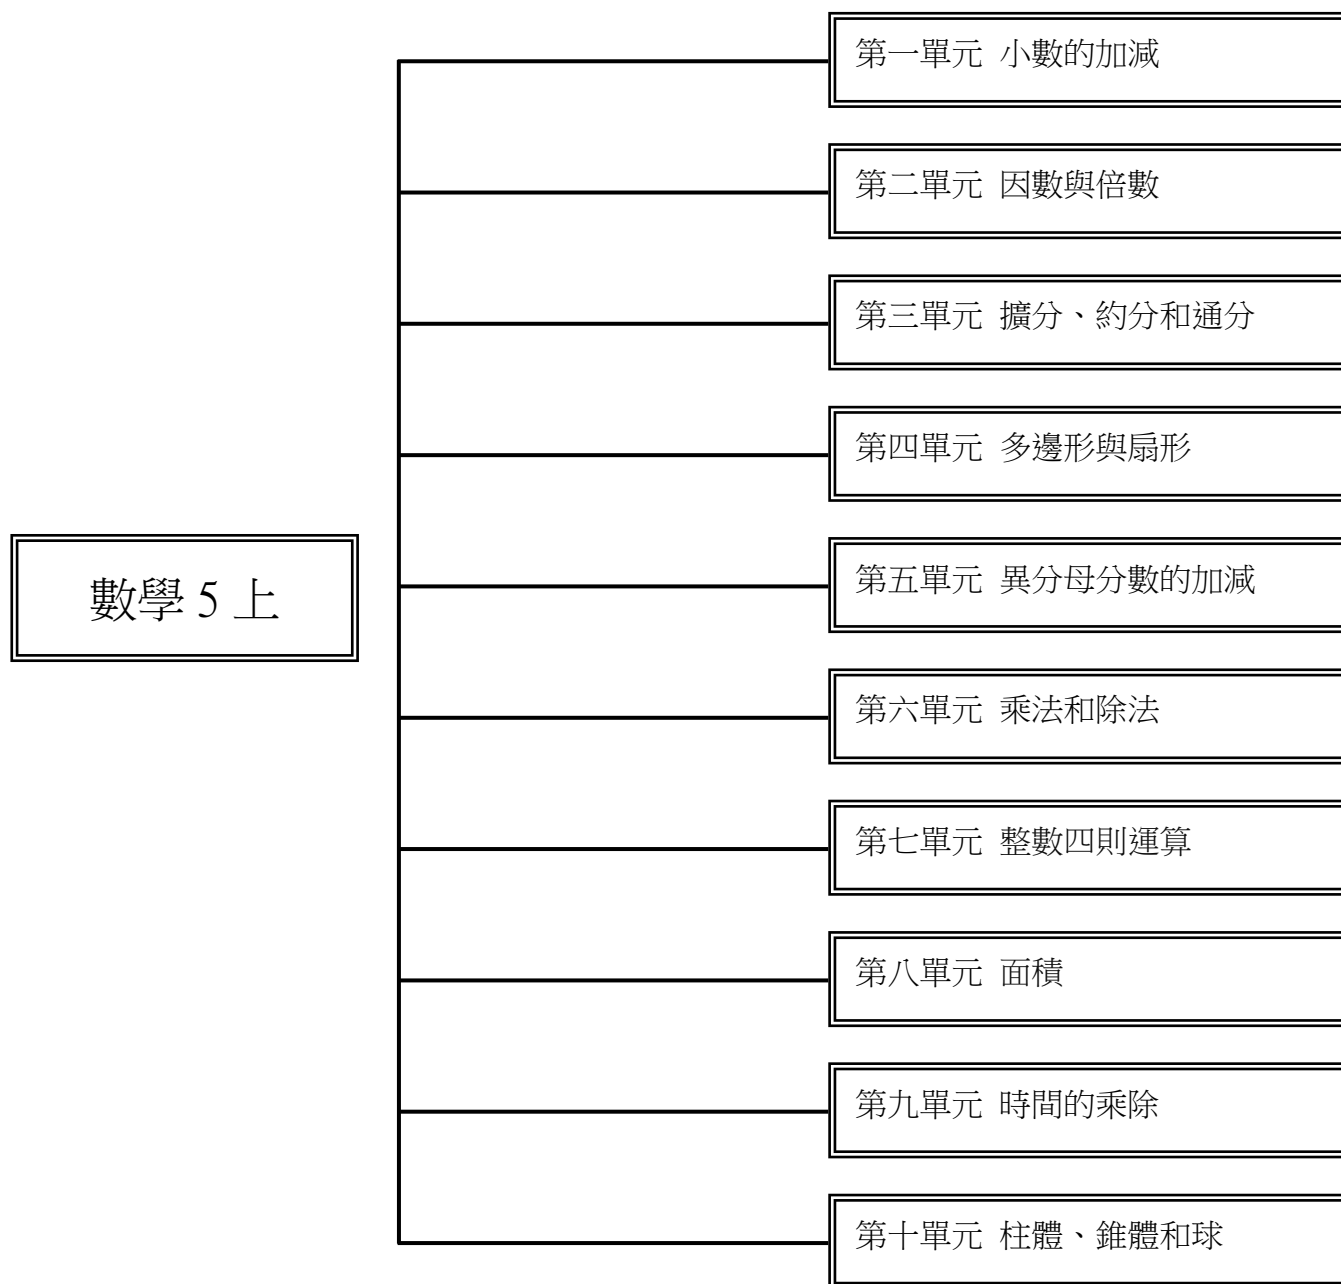 第一單元 小數的加減
第二單元 因數與倍數
第三單元 擴分、約分和通分
第四單元 多邊形與扇形
第五單元 異分母分數的加減
數學 5 上
第六單元 乘法和除法
第七單元 整數四則運算
第八單元 面積
第九單元 時間的乘除
第十單元 柱體、錐體和球